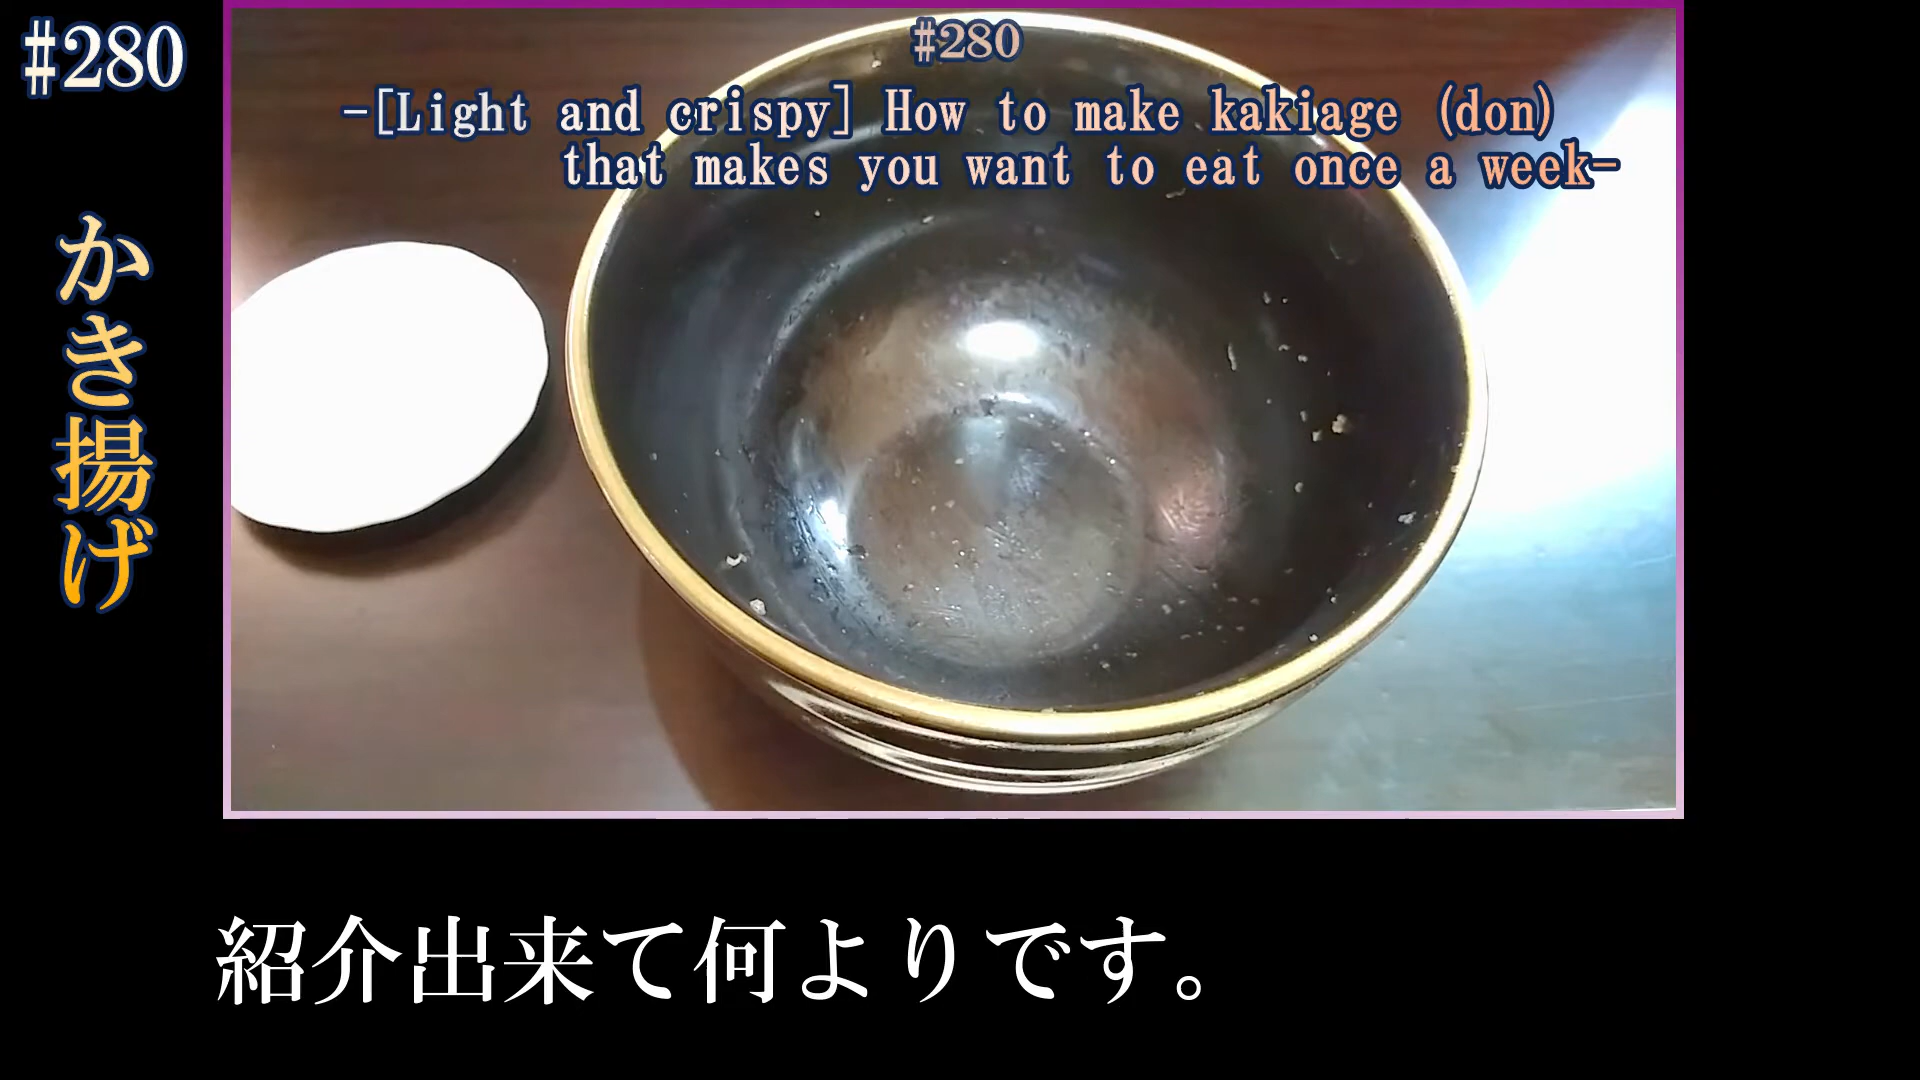 #280
かき揚げ
#280
-[Light and crispy] How to make kakiage (don)
that makes you want to eat once a week-
紹介出来て何よりです。